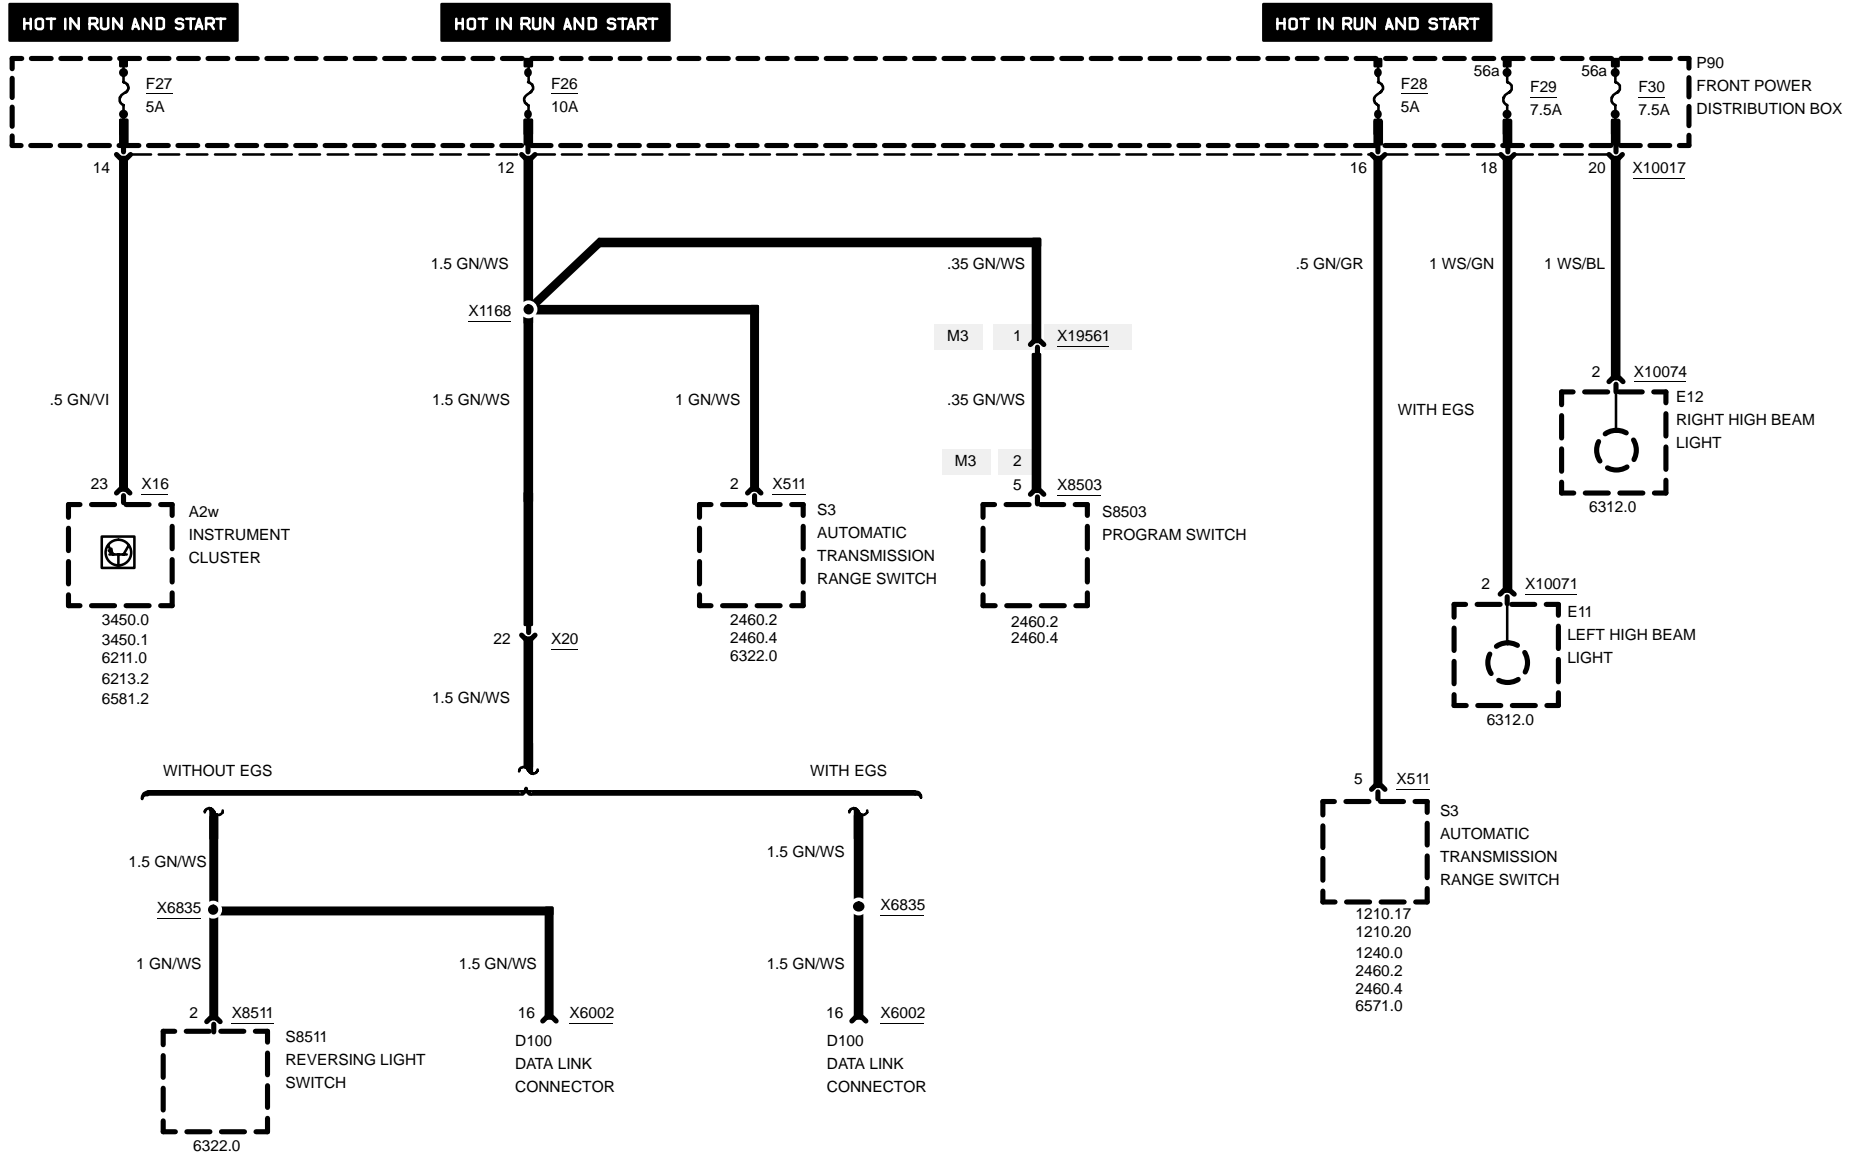 HOT IN RUN AND START
HOT IN RUN AND START
HOT IN RUN AND START
F27
5A
F26
10A
F28
5A
56a
F29
7.5A
56a
F30
7.5A
P90
FRONT POWER
DISTRIBUTION BOX
14
12
16
18
20
X10017
1.5 GN/WS
.35 GN/WS
.5 GN/GR
1 WS/GN
1 WS/BL
X1168
M3
1
X19561
.5 GN/VI
1.5 GN/WS
1 GN/WS
.35 GN/WS
WITH EGS
2
X10074
E12
RIGHT HIGH BEAM
LIGHT
6312.0
M3
2
23
X16
A2w
INSTRUMENT
CLUSTER
3450.0
3450.1
6211.0
6213.2
6581.2
2
X511
S3
AUTOMATIC
TRANSMISSION
RANGE SWITCH
2460.2
2460.4
6322.0
5
X8503
S8503
PROGRAM SWITCH
2460.2
2460.4
2
X10071
E11
LEFT HIGH BEAM
LIGHT
6312.0
22
X20
1.5 GN/WS
WITHOUT EGS
WITH EGS
5
X511
S3
AUTOMATIC
TRANSMISSION
RANGE SWITCH
1210.17
1210.20
1240.0
2460.2
2460.4
6571.0
1.5 GN/WS
1.5 GN/WS
X6835
X6835
1 GN/WS
1.5 GN/WS
1.5 GN/WS
2
X8511
S8511
REVERSING LIGHT
SWITCH
6322.0
16
X6002
D100
DATA LINK
CONNECTOR
16
X6002
D100
DATA LINK
CONNECTOR